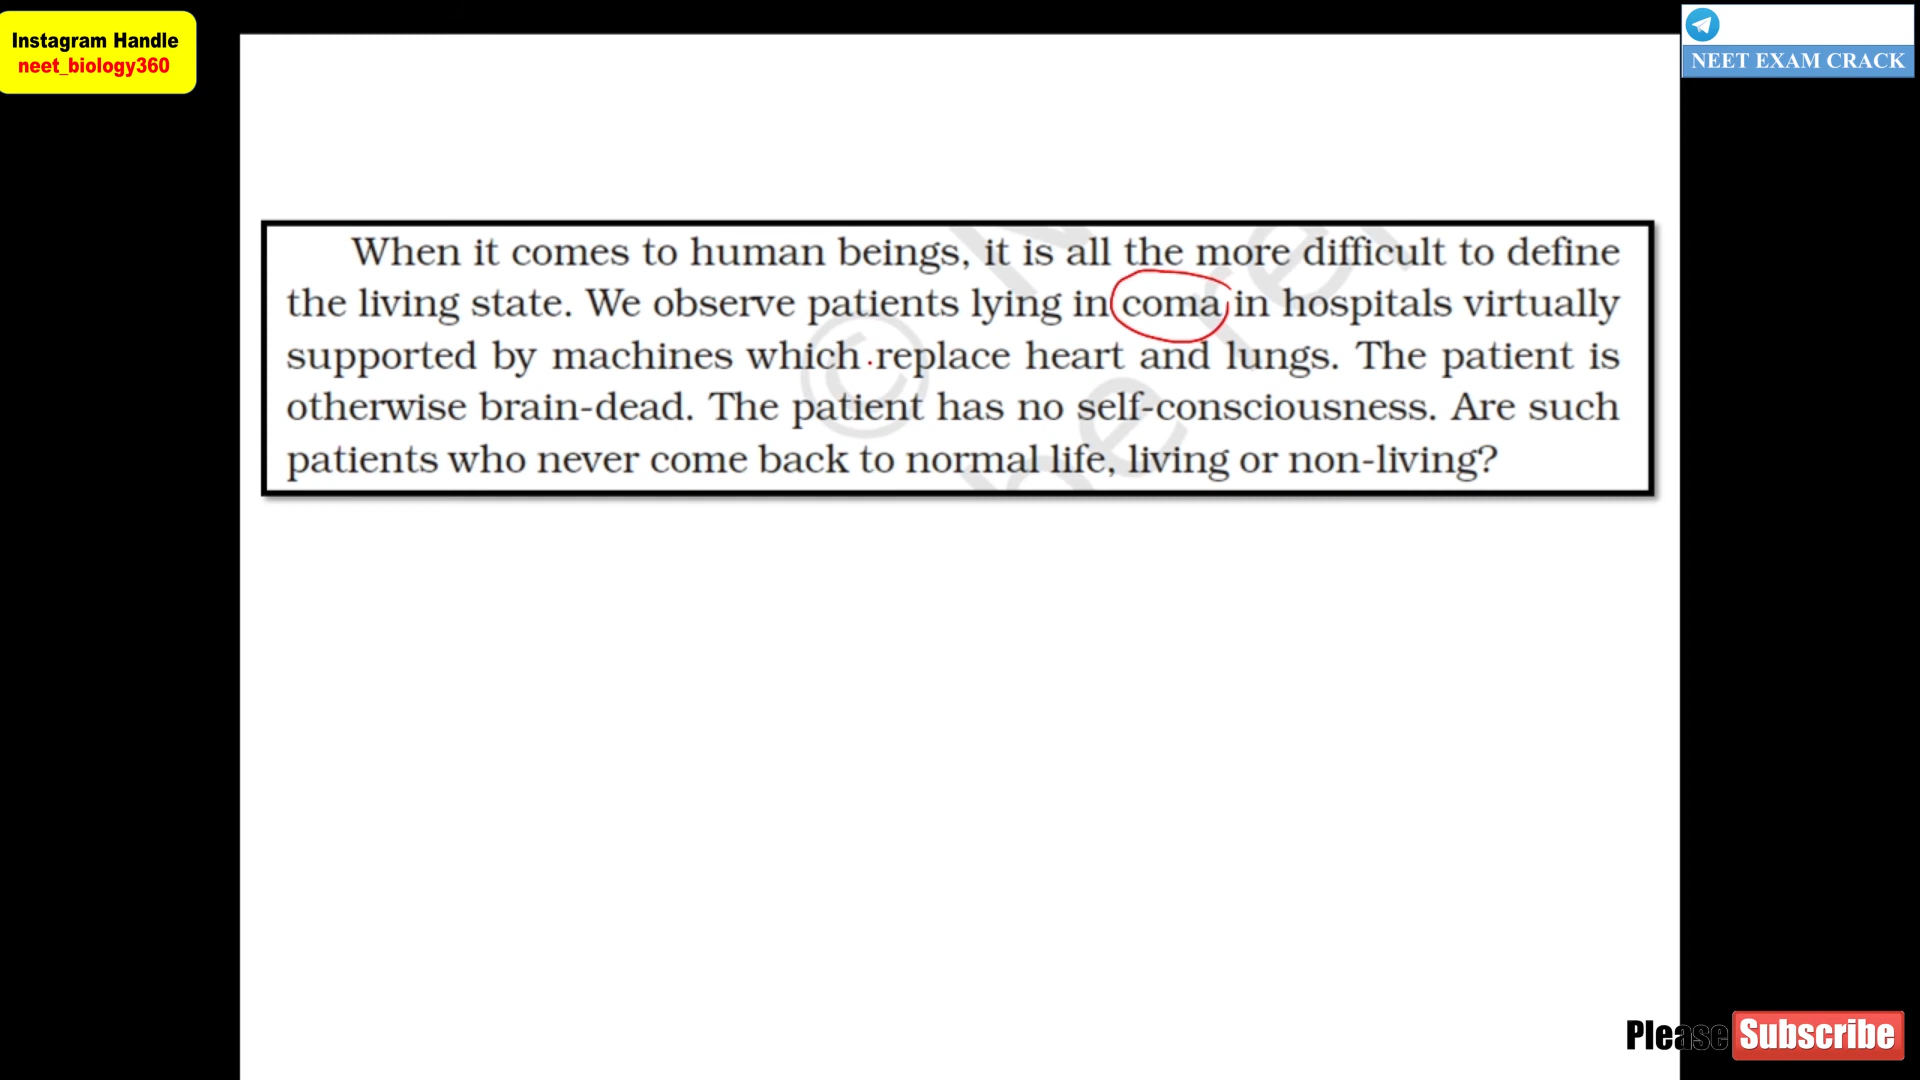 Instagram Handle
neet_biology360
NEET EXAM CRACK
When it comes to human beings, it is all the more difficult to define
the living state. We observe patients lying in coma in hospitals virtually
supported by machines which replace heart and lungs. The patient is
otherwise brain-dead. The patient has no self-consciousness. Are such
patients who never come back to normal life, living or non-living?
Please Subscribe